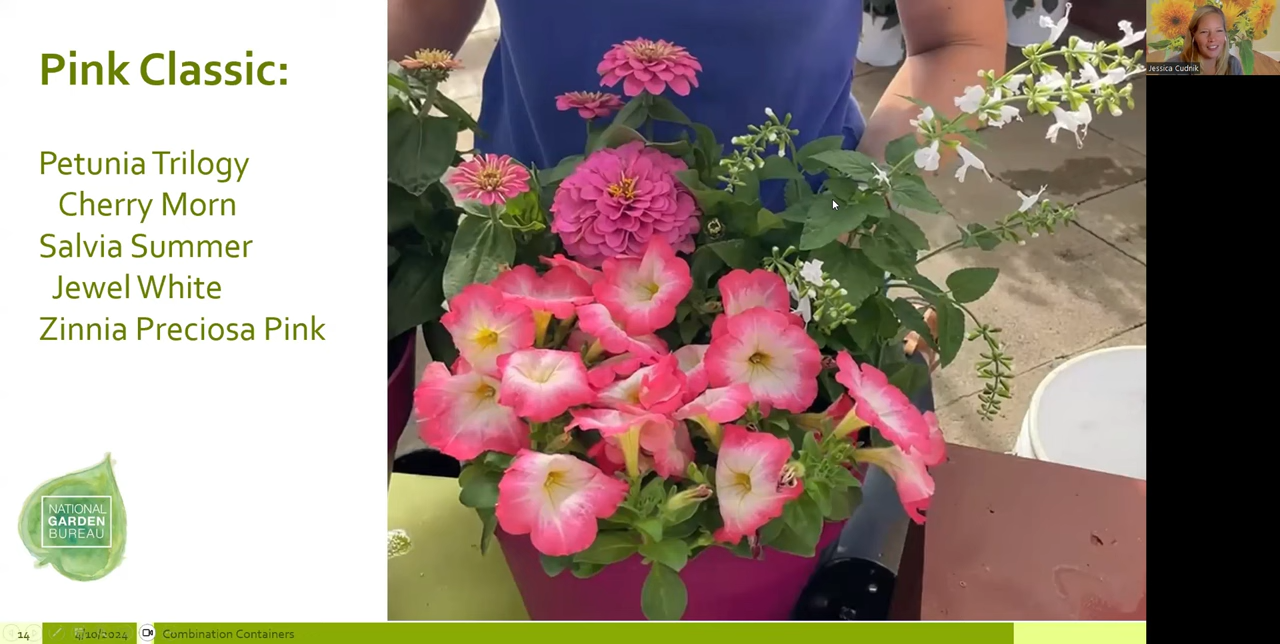 Pink Classic:
Petunia Trilogy
Cherry Morn
Salvia Summer
Jewel White
Zinnia Preciosa Pink
NATIONAL
GARDEN
BUREAU
14
4/10/2024
Combination Containers
Jessica Cudnik